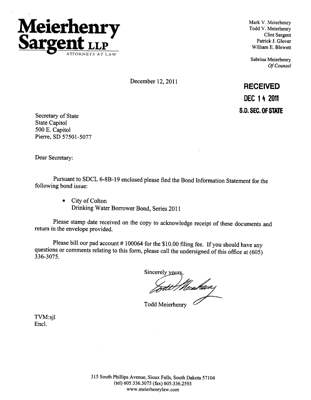 Meierhenry
Sargent LLP
ATTORNEYS AT LAW
Mark V. Meierhenry
Todd V. Meierhenry
Clint Sargent
Patrick J. Glover
William E. Blewett
Sabrina Meierhenry
Of Counsel
December 12, 2011
RECEIVED
DEC 14 2011
S.D. SEC. OF STATE
Secretary of State
State Capitol
500 E. Capitol
Pierre, SD 57501-5077
Dear Secretary:
Pursuant to SDCL 6-8B-19 enclosed please find the Bond Information Statement for the
following bond issue:
• City of Colton
Drinking Water Borrower Bond, Series 2011
Please stamp date received on the copy to acknowledge receipt of these documents and
return in the envelope provided.
Please bill our pad account # 100064 for the $10.00 filing fee. If you should have any
questions or comments relating to this form, please call the undersigned of this office at (605)
336-3075.
Sincerely yours,
Todd Meierhenry
Todd Meierhenry
TVM:sjl
Encl.
315 South Phillips Avenue, Sioux Falls, South Dakota 57104
(tel) 605.336.3075 (fax) 605.336.2593
www.meierhenrylaw.com